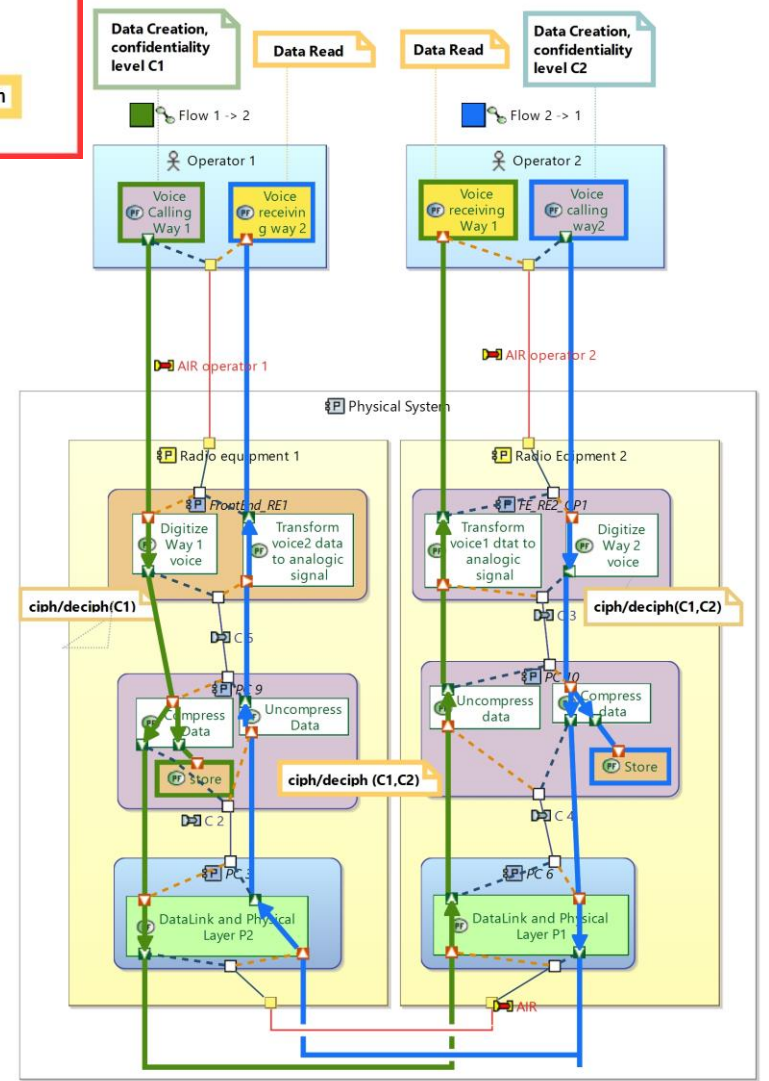 Data Creation,
confidentiality
level C1
Data Read
Data Read
Data Creation,
confidentiality
level C2
Flow 1 -> 2
Flow 2 -> 1
Operator 1
Operator 2
Voice
Calling
Way 1
Voice
receivin
g way 2
Voice
receiving
Way 1
Voice
calling
way2
AIR operator 1
AIR operator 2
Physical System
Radio equipment 1
Radio Eqipment 2
FrontEnd_RE1
FE_RE2_CP1
Digitize
Way 1
voice
Transform
voice2 data
to analogic
signal
Transform
voice1 dtat to
analogic
signal
Digitize
Way 2
voice
ciph/deciph(C1)
ciph/deciph(C1,C2)
C 5
C 3
PC 9
PC 10
Compress
Data
Uncompress
Data
Uncompress
data
Compress
data
store
Store
ciph/deciph (C1,C2)
C 2
C 4
PC 3
PC 6
DataLink and Physical
Layer P2
DataLink and Physical
Layer P1
AIR